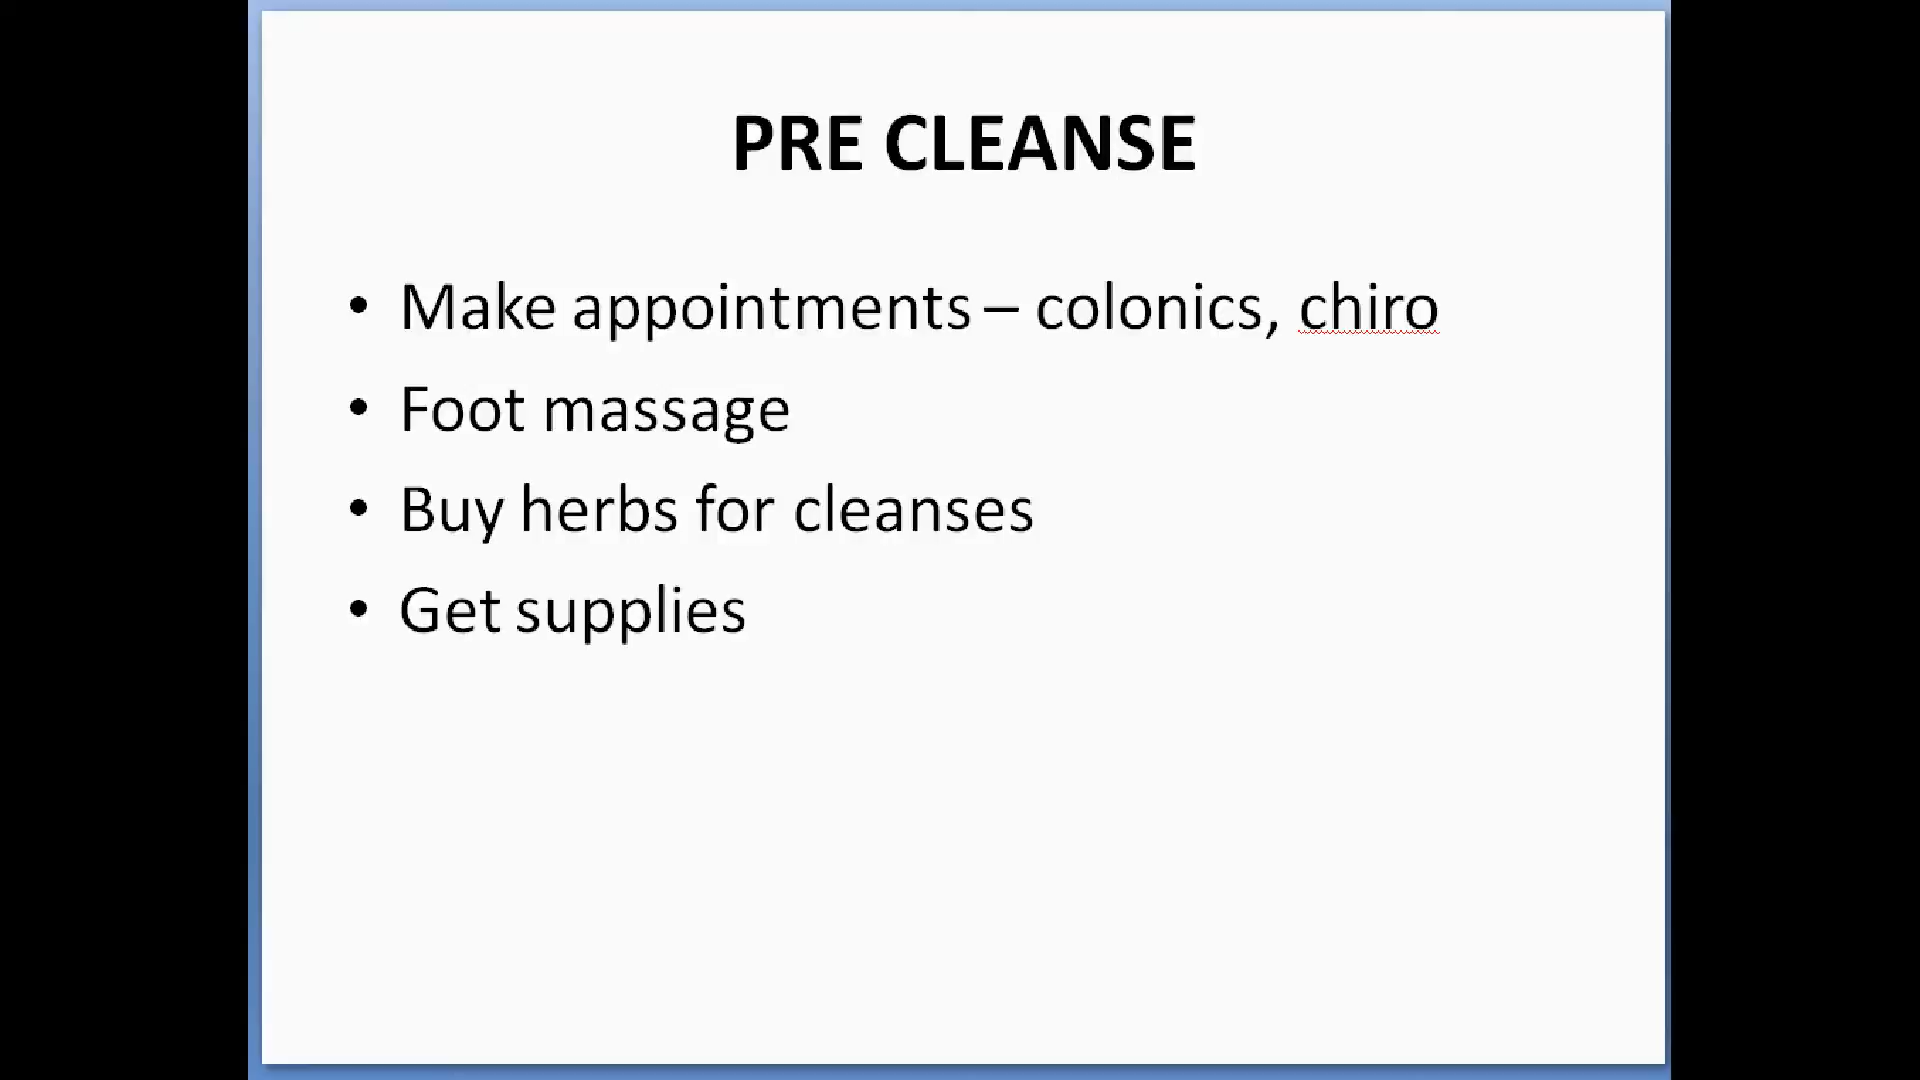 PRE CLEANSE
• Make appointments – colonics, chiro
• Foot massage
• Buy herbs for cleanses
• Get supplies